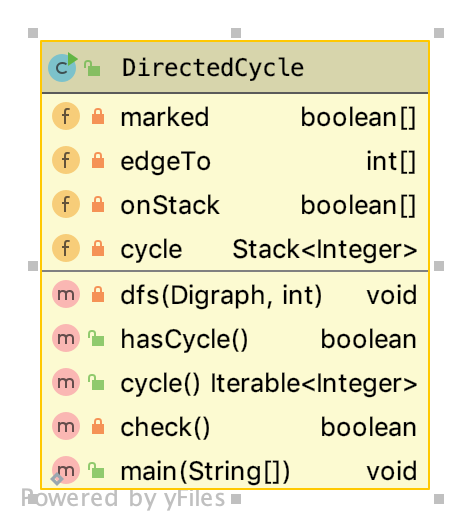 DirectedCycle
marked boolean[]
edgeTo int[]
onStack boolean[]
cycle Stack<Integer>
dfs(Digraph, int) void
hasCycle() boolean
cycle() Iterable<Integer>
check() boolean
main(String[]) void
Powered by yFiles